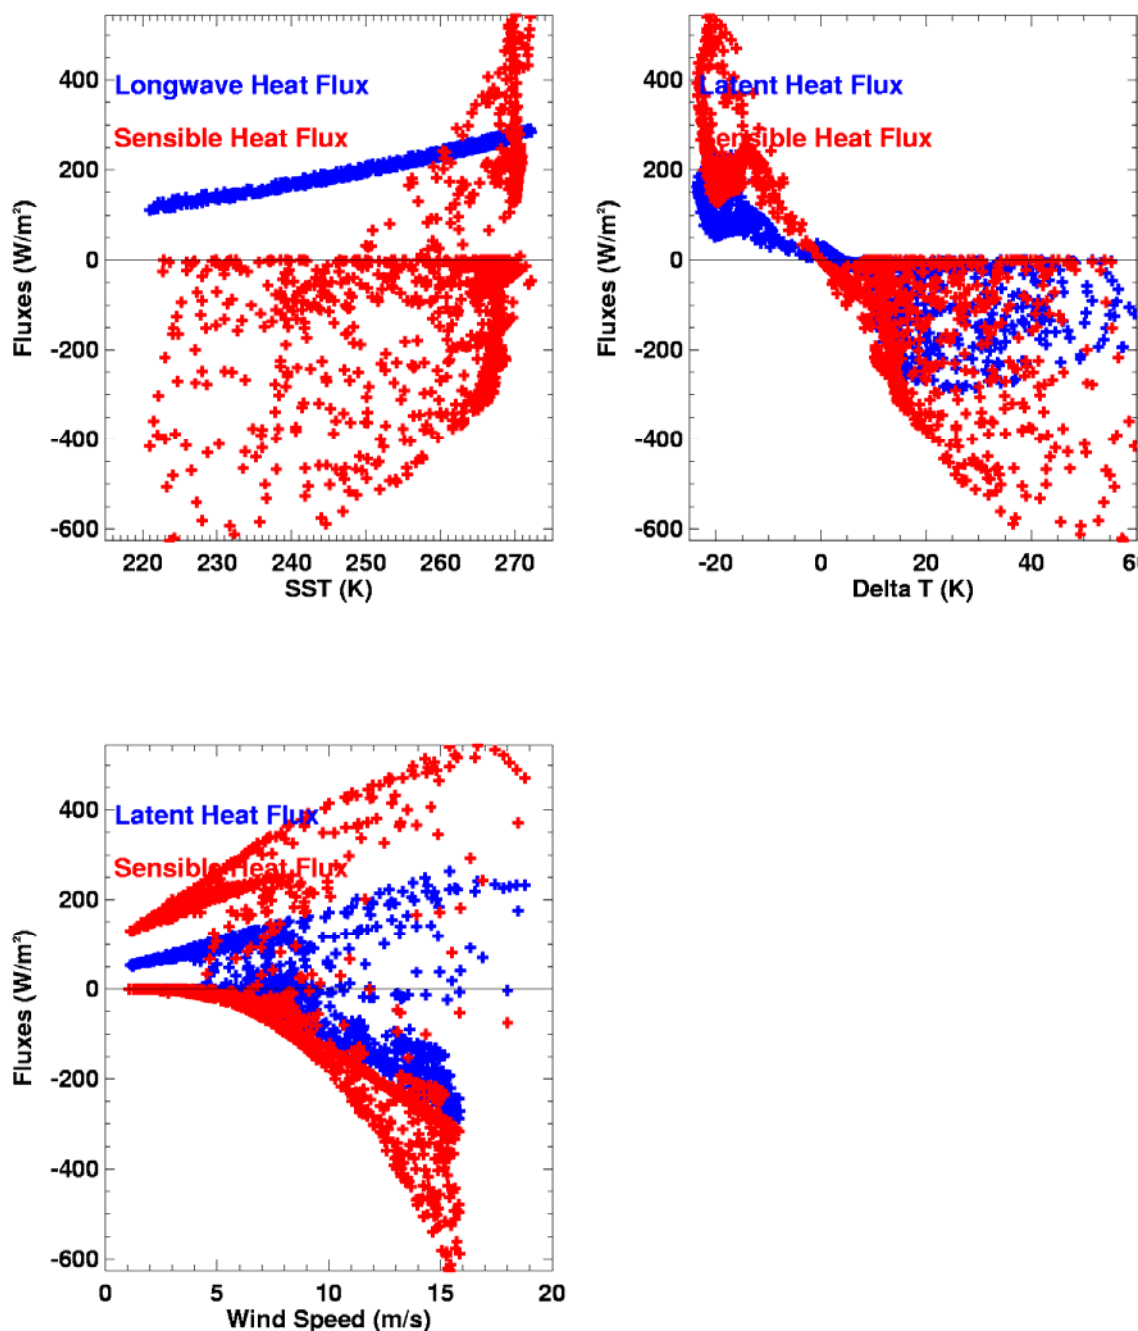 400
200
0
-200
-400
-600
Fluxes (W/m²)
Longwave Heat Flux
Sensible Heat Flux
220 230 240 250 260 270
SST (K)
400
200
0
-200
-400
-600
Fluxes (W/m²)
Latent Heat Flux
Sensible Heat Flux
-20 0 20 40 60
Delta T (K)
400
200
0
-200
-400
-600
Fluxes (W/m²)
Latent Heat Flux
Sensible Heat Flux
0 5 10 15 20
Wind Speed (m/s)